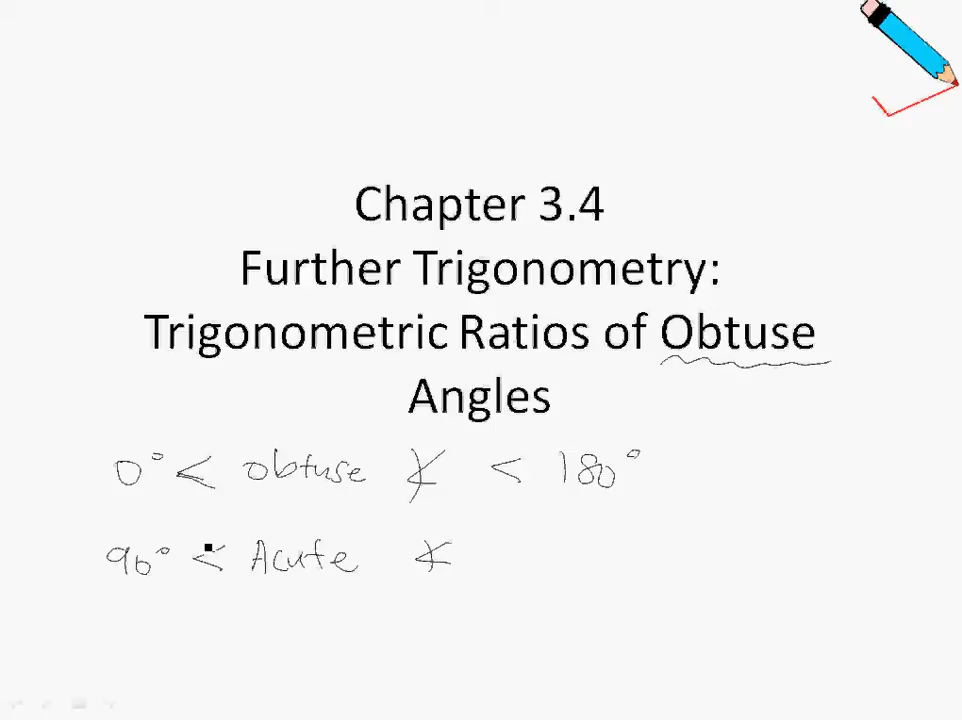 Chapter 3.4
Further Trigonometry:
Trigonometric Ratios of Obtuse
Angles
0° < obtuse ∠ < 180°
90° < Acute ∠